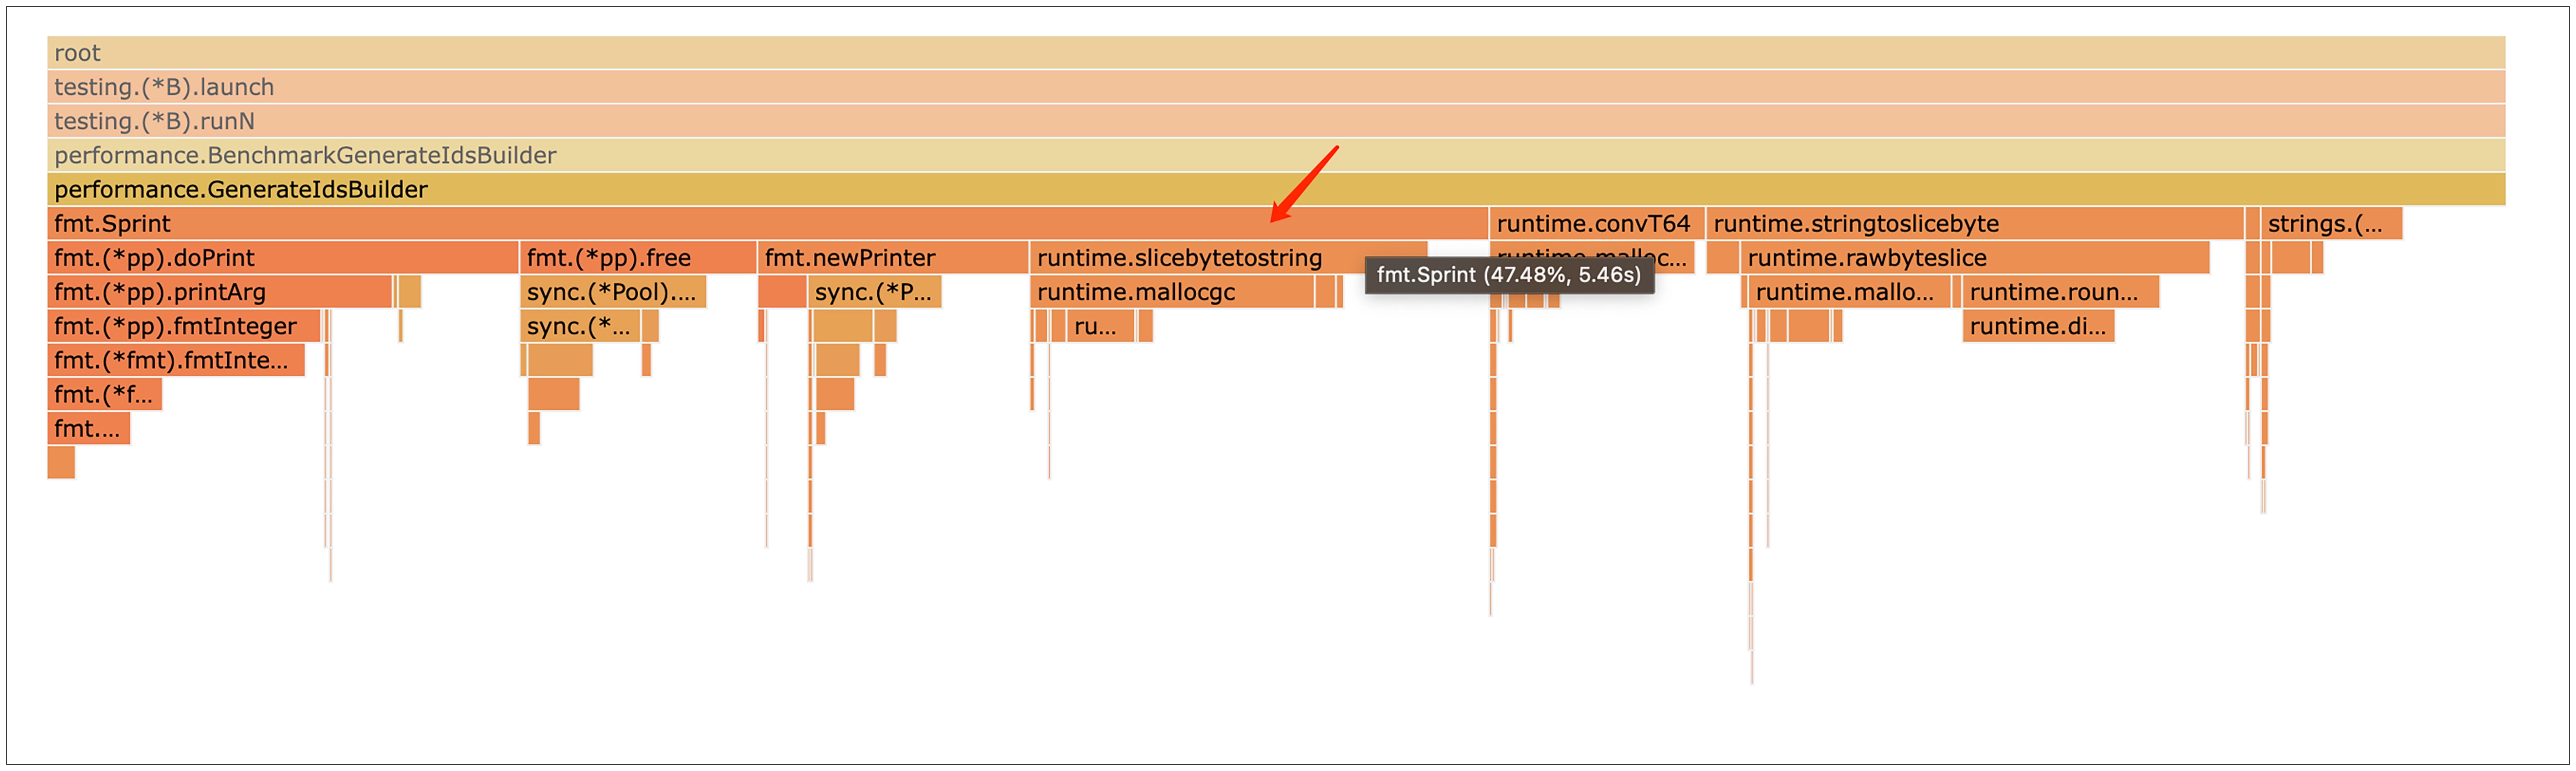 root
testing.(*B).launch
testing.(*B).runN
performance.BenchmarkGenerateIdsBuilder
performance.GenerateIdsBuilder
fmt.Sprint runtime.convT64 runtime.stringtoslicebyte strings.(...
fmt.(*pp).doPrint fmt.(*pp).free fmt.newPrinter runtime.slicebytetostring runtime.malloc... runtime.rawbyteslice
fmt.Sprint (47.48%, 5.46s)
fmt.(*pp).printArg sync.(*Pool).... sync.(*P... runtime.mallocgc runtime.mallo... runtime.roun...
fmt.(*pp).fmtInteger sync.(*... ru... runtime.di...
fmt.(*fmt).fmtInte...
fmt.(*f...
fmt....